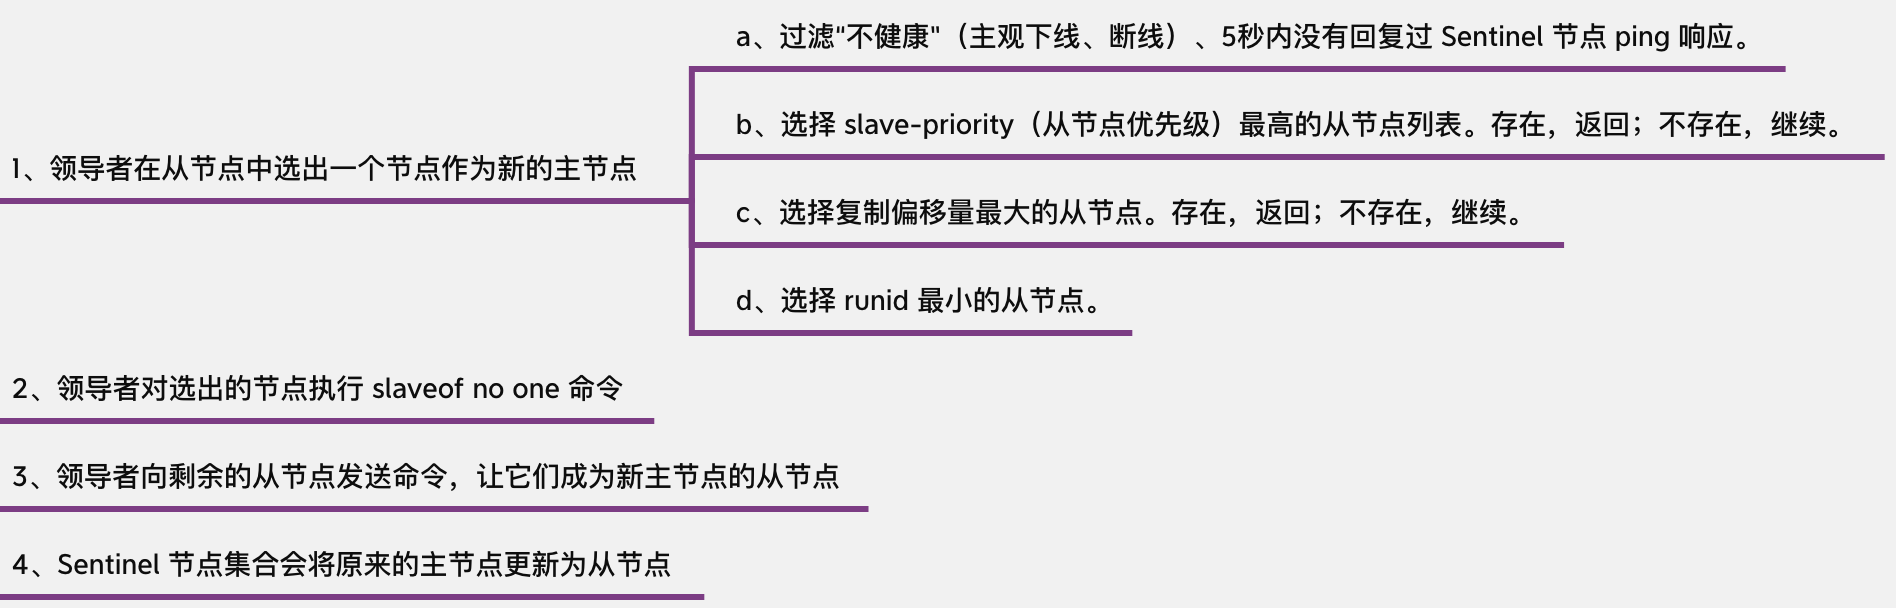 1、领导者在从节点中选出一个节点作为新的主节点
a、过滤"不健康"（主观下线、断线）、5秒内没有回复过 Sentinel 节点 ping 响应。
b、选择 slave-priority（从节点优先级）最高的从节点列表。存在，返回；不存在，继续。
c、选择复制偏移量最大的从节点。存在，返回；不存在，继续。
d、选择 runid 最小的从节点。
2、领导者对选出的节点执行 slaveof no one 命令
3、领导者向剩余的从节点发送命令，让它们成为新主节点的从节点
4、Sentinel 节点集合会将原来的主节点更新为从节点